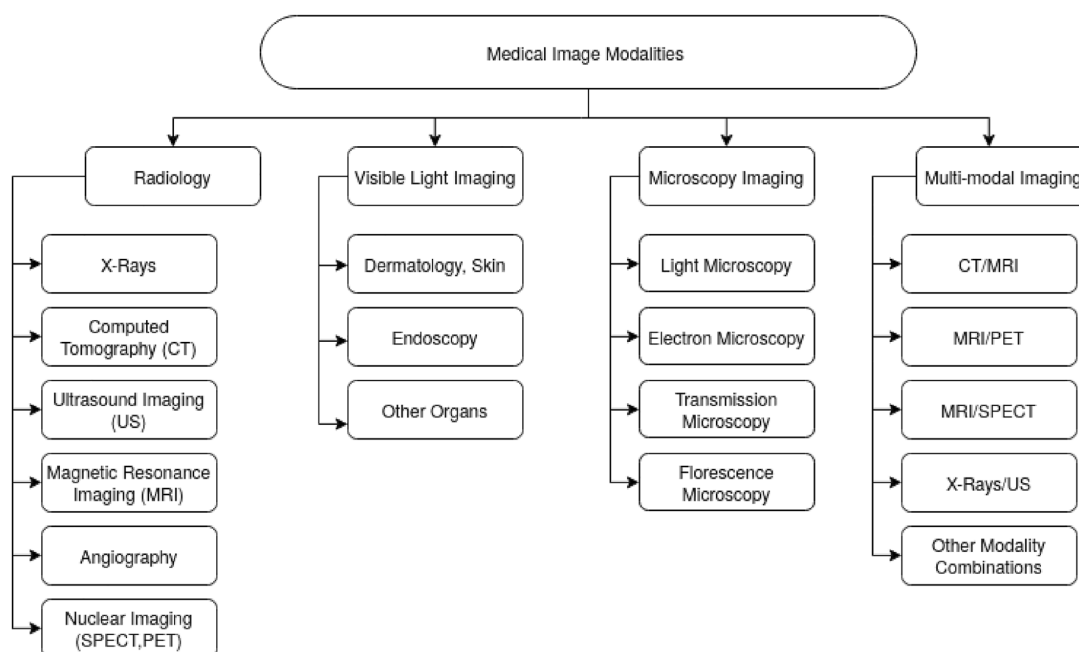 Medical Image Modalities
Radiology
X-Rays
Computed
Tomography (CT)
Ultrasound Imaging
(US)
Magnetic Resonance
Imaging (MRI)
Angiography
Nuclear Imaging
(SPECT,PET)
Visible Light Imaging
Dermatology, Skin
Endoscopy
Other Organs
Microscopy Imaging
Light Microscopy
Electron Microscopy
Transmission
Microscopy
Florescence
Microscopy
Multi-modal Imaging
CT/MRI
MRI/PET
MRI/SPECT
X-Rays/US
Other Modality
Combinations